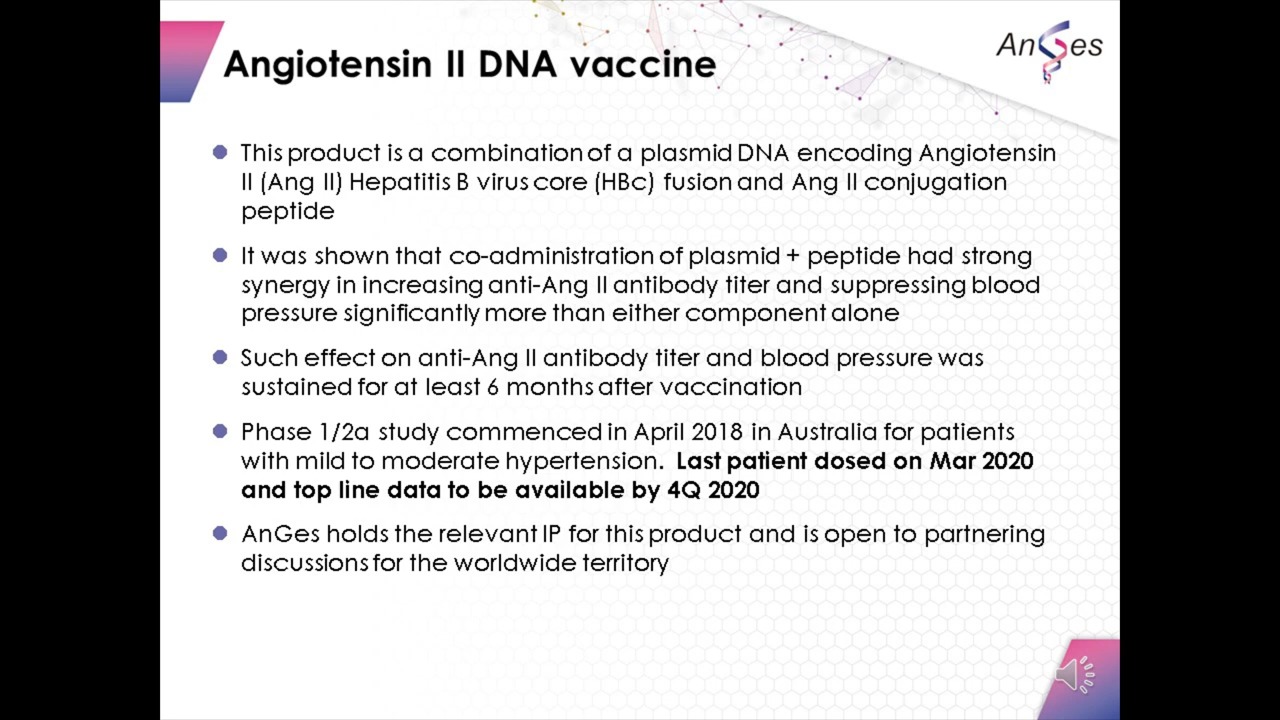 Angiotensin II DNA vaccine
AnGes
This product is a combination of a plasmid DNA encoding Angiotensin
II (Ang II) Hepatitis B virus core (HBc) fusion and Ang II conjugation
peptide
It was shown that co-administration of plasmid + peptide had strong
synergy in increasing anti-Ang II antibody titer and suppressing blood
pressure significantly more than either component alone
Such effect on anti-Ang II antibody titer and blood pressure was
sustained for at least 6 months after vaccination
Phase 1/2a study commenced in April 2018 in Australia for patients
with mild to moderate hypertension. Last patient dosed on Mar 2020
and top line data to be available by 4Q 2020
AnGes holds the relevant IP for this product and is open to partnering
discussions for the worldwide territory